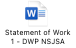 W
Statement of Work
1 - DWP NSJSA